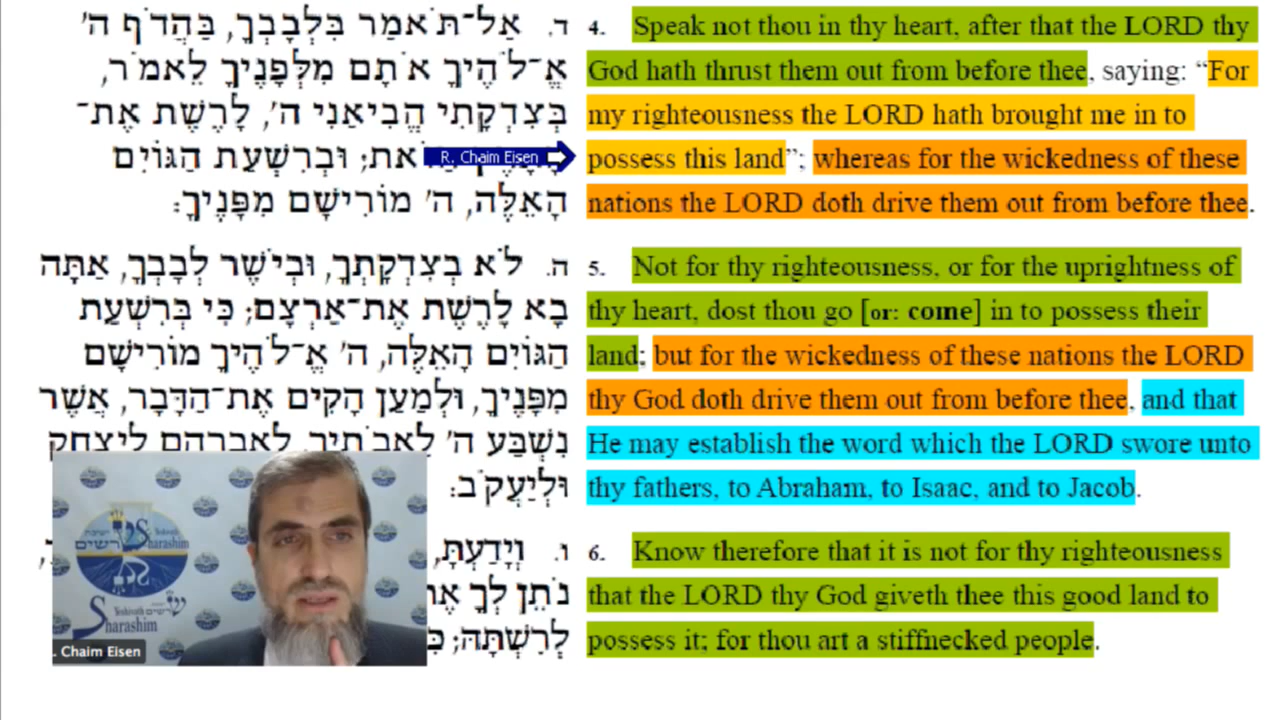 ד. אַל־תֹּאמַר בִּלְבָבְךָ, בַּהֲדֹף ה'
אֱ־לֹהֶיךָ אֹתָם מִלְּפָנֶיךָ לֵאמֹר,
בְּצִדְקָתִי הֱבִיאַנִי ה', לָרֶשֶׁת אֶת־
וּבְרִשְׁעַת הַגּוֹיִם
הָאֵלֶּה, ה' מוֹרִישָׁם מִפָּנֶיךָ:
ה. לֹא בְצִדְקָתְךָ, וּבְיֹשֶׁר לְבָבְךָ, אַתָּה
בָא לָרֶשֶׁת אֶת־אַרְצָם; כִּי בְּרִשְׁעַת
הַגּוֹיִם הָאֵלֶּה, ה' אֱ־לֹהֶיךָ מוֹרִישָׁם
מִפָּנֶיךָ, וּלְמַעַן הָקִים אֶת־הַדָּבָר, אֲשֶׁר
נִשְׁבַּע ה' לַאֲבֹתֶיךָ, לְאַבְרָהָם לְיִצְחָק
וּלְיַעֲקֹב:
ו. וְיָדַעְתָּ,
נֹתֵן לְךָ
לְרִשְׁתָּהּ;
4. Speak not thou in thy heart, after that the LORD thy
God hath thrust them out from before thee, saying: “For
my righteousness the LORD hath brought me in to
possess this land”; whereas for the wickedness of these
nations the LORD doth drive them out from before thee.
5. Not for thy righteousness, or for the uprightness of
thy heart, dost thou go [or: come] in to possess their
land; but for the wickedness of these nations the LORD
thy God doth drive them out from before thee, and that
He may establish the word which the LORD swore unto
thy fathers, to Abraham, to Isaac, and to Jacob.
6. Know therefore that it is not for thy righteousness
that the LORD thy God giveth thee this good land to
possess it; for thou art a stiffnecked people.
R. Chaim Eisen
Yeshivath
Sharashim
Yeshivath
Sharashim
. Chaim Eisen